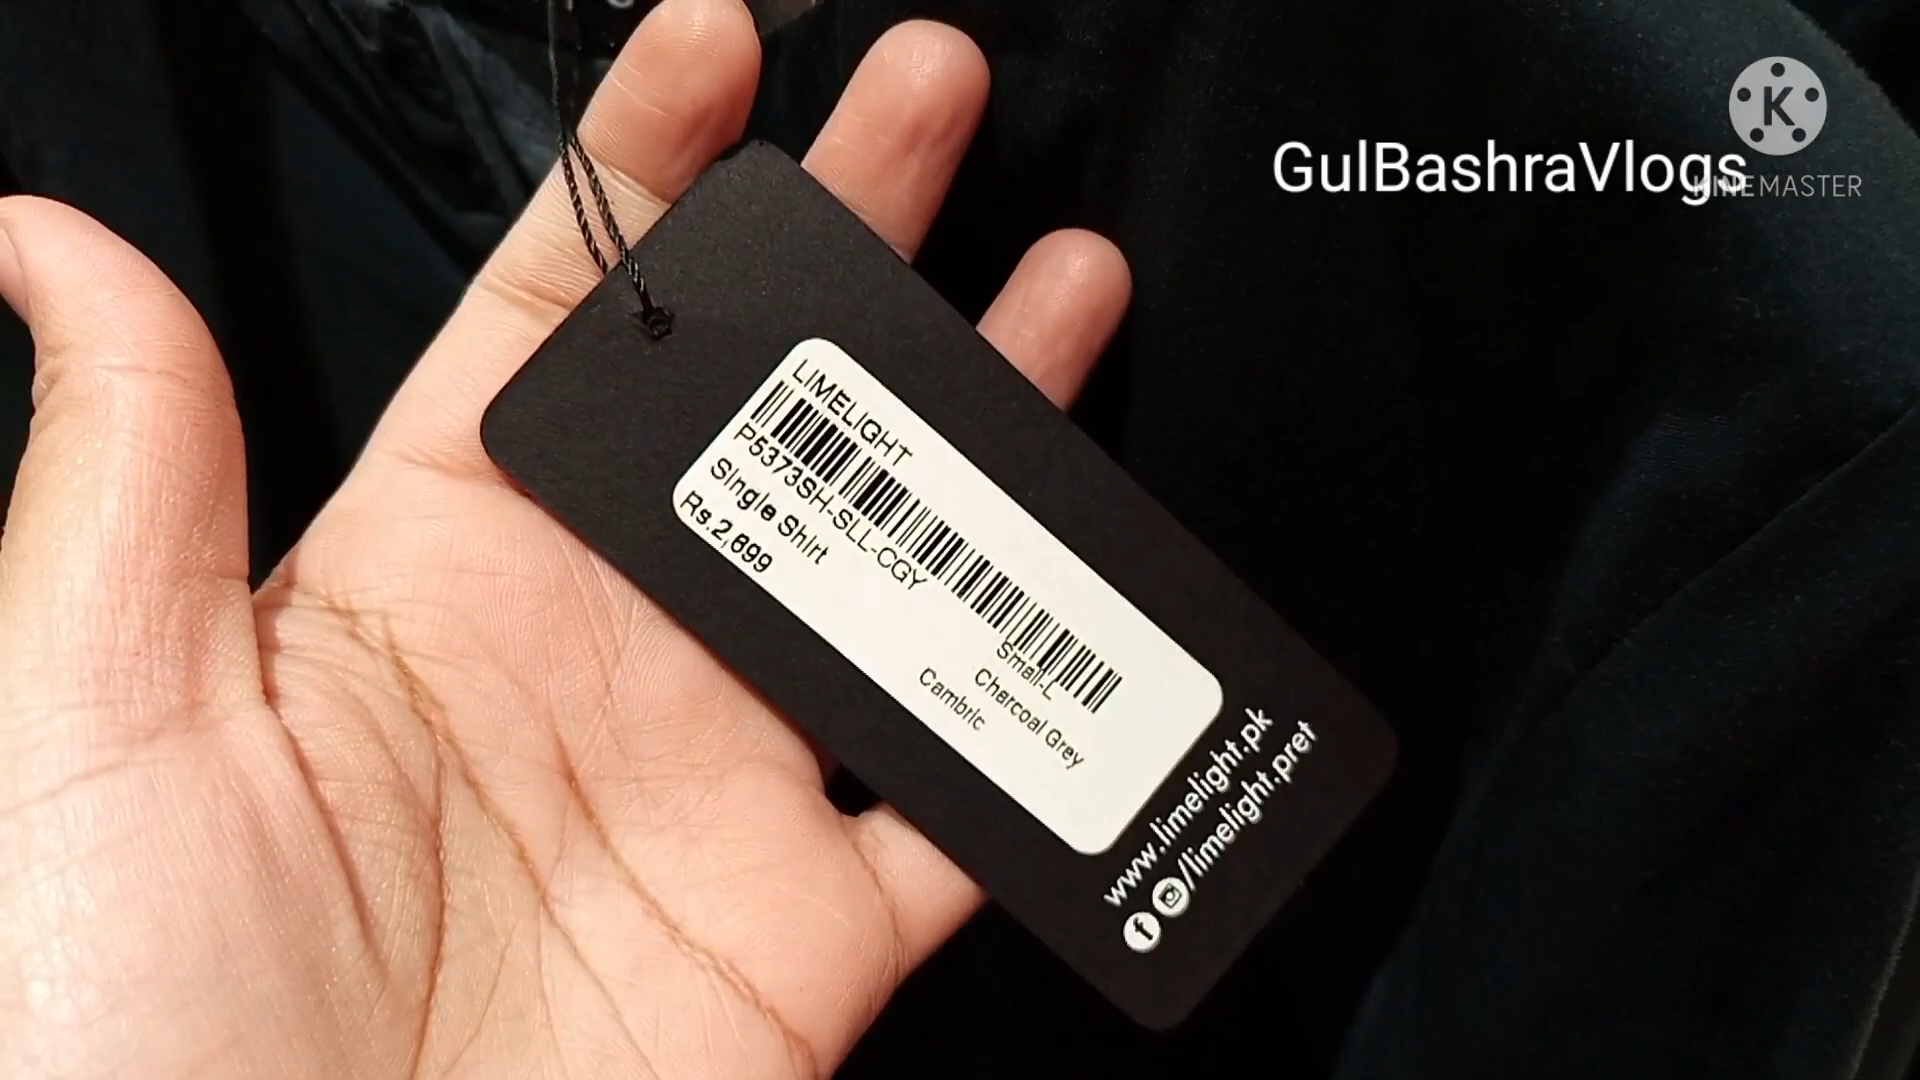 GulBashraVlogs
K
KINEMASTER
LIMELIGHT
P5373SH-SLL-CGY
Single Shirt
Rs.2,699
Small-L
Charcoal Grey
Cambric
www.limelight.pk
/limelight.pret